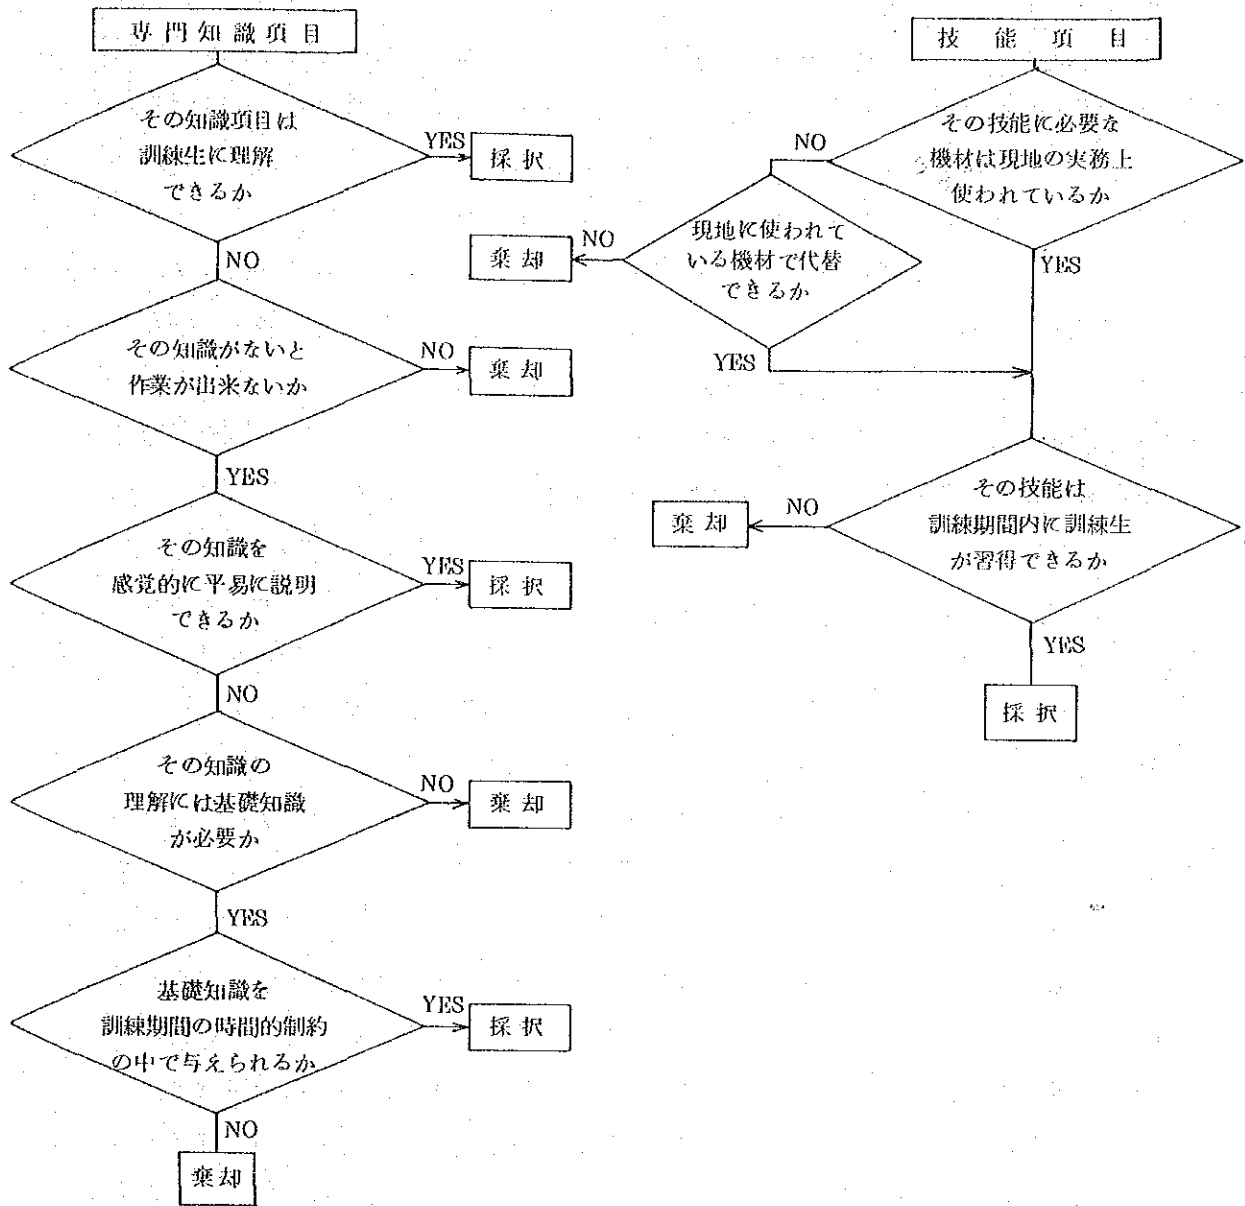 専門知識項目
その知識項目は
訓練生に理解
できるか
YES
採択
NO
その知識がないと
作業が出来ないか
NO
棄却
YES
その知識を
感覚的に平易に説明
できるか
YES
採択
NO
その知識の
理解には基礎知識
が必要か
NO
棄却
YES
基礎知識を
訓練期間の時間的制約
の中で与えられるか
YES
採択
NO
棄却
技能項目
その技能に必要な
機材は現地の実務上
使われているか
NO
YES
現地に使われて
いる機材で代替
できるか
NO
棄却
YES
その技能は
訓練期間内に訓練生
が習得できるか
NO
棄却
YES
採択